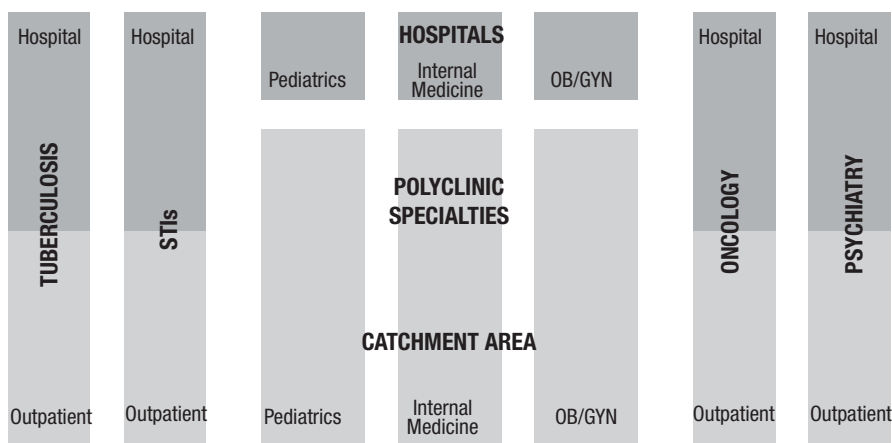 Hospital
Hospital
HOSPITALS
Hospital
Hospital
Pediatrics
Internal
Medicine
OB/GYN
TUBERCULOSIS
STIs
POLYCLINIC
SPECIALTIES
ONCOLOGY
PSYCHIATRY
CATCHMENT AREA
Outpatient
Outpatient
Pediatrics
Internal
Medicine
OB/GYN
Outpatient
Outpatient